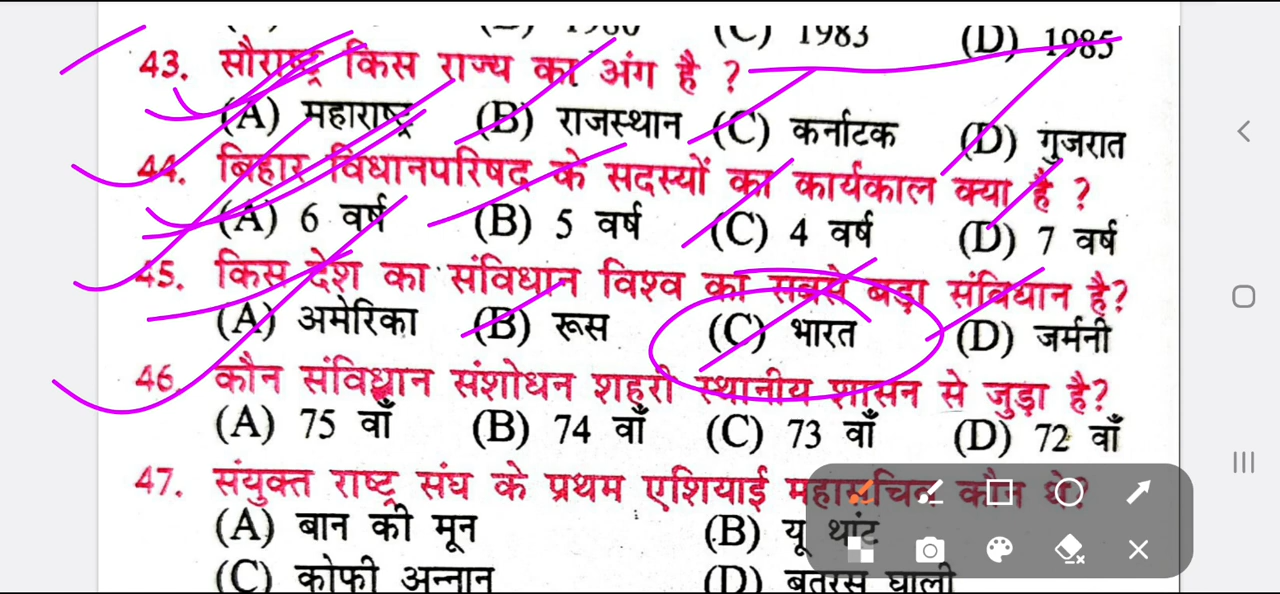 (C) 1983 (D) 1985
43. सौराष्ट्र किस राज्य का अंग है ?
(A) महाराष्ट्र (B) राजस्थान (C) कर्नाटक (D) गुजरात
44. बिहार विधानपरिषद के सदस्यों का कार्यकाल क्या है ?
(A) 6 वर्ष (B) 5 वर्ष (C) 4 वर्ष (D) 7 वर्ष
45. किस देश का संविधान विश्व का सबसे बड़ा संविधान है?
(A) अमेरिका (B) रूस (C) भारत (D) जर्मनी
46. कौन संविधान संशोधन शहरी स्थानीय शासन से जुड़ा है?
(A) 75 वाँ (B) 74 वाँ (C) 73 वाँ (D) 72 वाँ
47. संयुक्त राष्ट्र संघ के प्रथम एशियाई महासचिव कौन थे?
(A) बान की मून (B) यू थांट
(C) कोफी अन्नान (D) बुतरस घाली